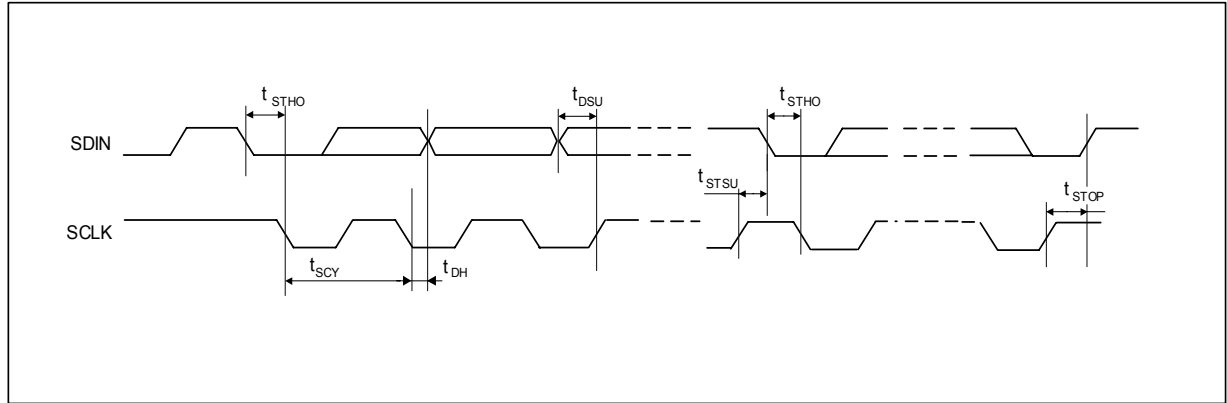 t STHO
t DSU
t STHO
SDIN
t STSU
t STOP
SCLK
t SCY
t DH